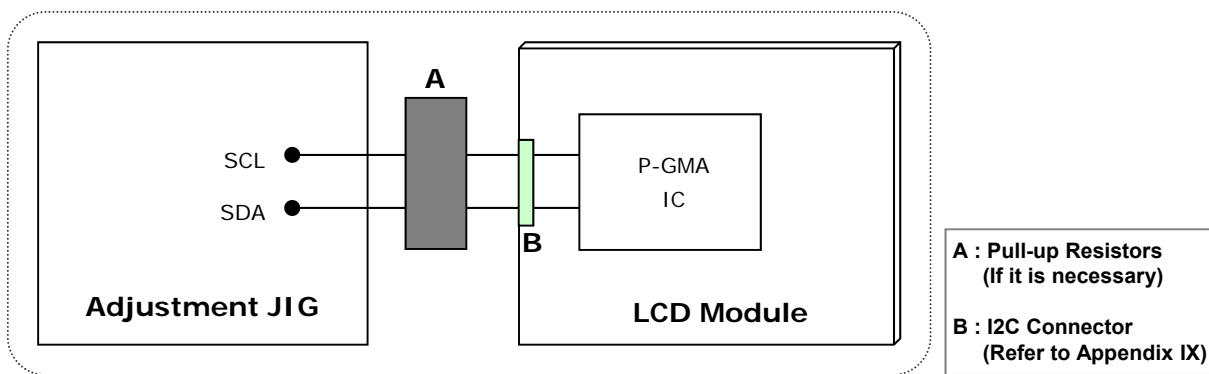 A
SCL
SDA
P-GMA
IC
B
Adjustment JIG
LCD Module
A : Pull-up Resistors
(If it is necessary)
B : I2C Connector
(Refer to Appendix IX)